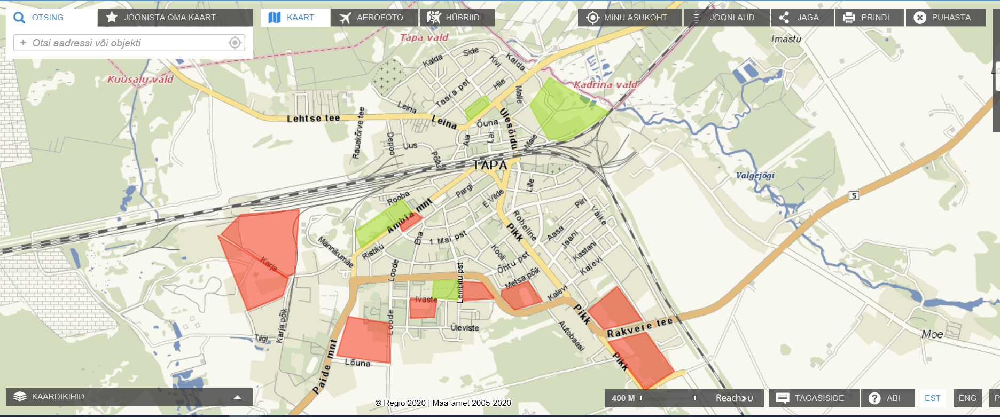 OTSING
JOONISTA OMA KAART
KAART
AEROFOTO
HÜBRIID
MINU ASUKOHT
JOONLAUD
JAGA
PRINDI
PUHASTA
+ Otsi aadressi või objekti
Tapa vald
Imastu
Side
Kalda
Kivi
Kalda
Kuusalu vald
Hiie
Kadrina vald
Taara pst
Malle
Leina
Rauakõrve tee
Lehtse tee
Leina
Õuna
Ülesõidu
Depoo
Uus
Aia
Lai
Maie
Põllu
TAPA
Valgejõgi
Pargi
Lille
5
Rooba
E.Vilde
Piiri
Ambla mnt
Väike
Roheline
Pikk
Aasa
Jaani
Eha
1.Mai pst
Männikumäe
Ristiku
Kooli
Kastani
Karja
Loode
Lembitu pst
Õhtu pst
Kalevi
Metsa põik
Kalevi
Ivaste
Pikk
Karja põik
Loode
Üleviste
Rakvere tee
Autobaasi
Tiigi
Moe
Paide mnt
Lõuna
Pikk
KAARDIKIHID
© Regio 2020 | Maa-amet 2005-2020
400 M
Reach-U
TAGASISIDE
ABI
EST
ENG